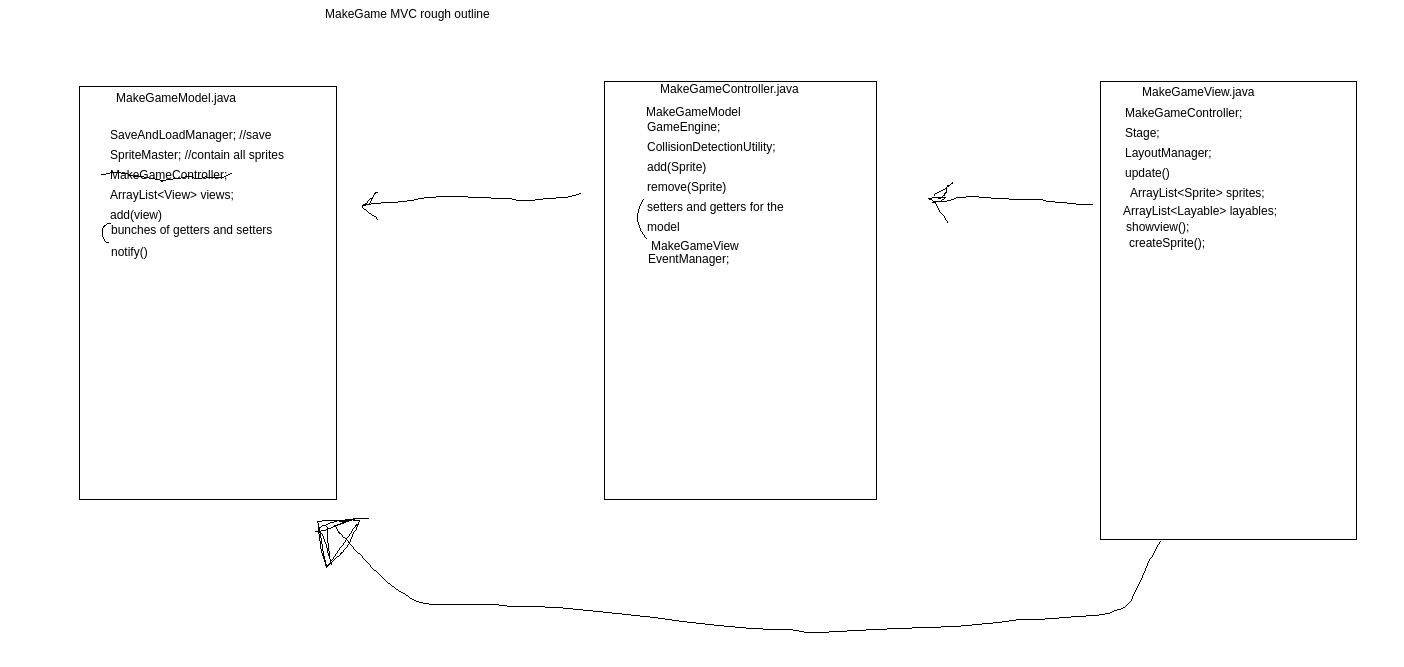 MakeGame MVC rough outline
MakeGameModel.java
SaveAndLoadManager; //save
SpriteMaster; //contain all sprites
MakeGameController;
ArrayList<View> views;
add(view)
bunches of getters and setters
notify()
MakeGameController.java
MakeGameModel
GameEngine;
CollisionDetectionUtility;
add(Sprite)
remove(Sprite)
setters and getters for the
model
MakeGameView
EventManager;
MakeGameView.java
MakeGameController;
Stage;
LayoutManager;
update()
ArrayList<Sprite> sprites;
ArrayList<Layable> layables;
showview();
createSprite();